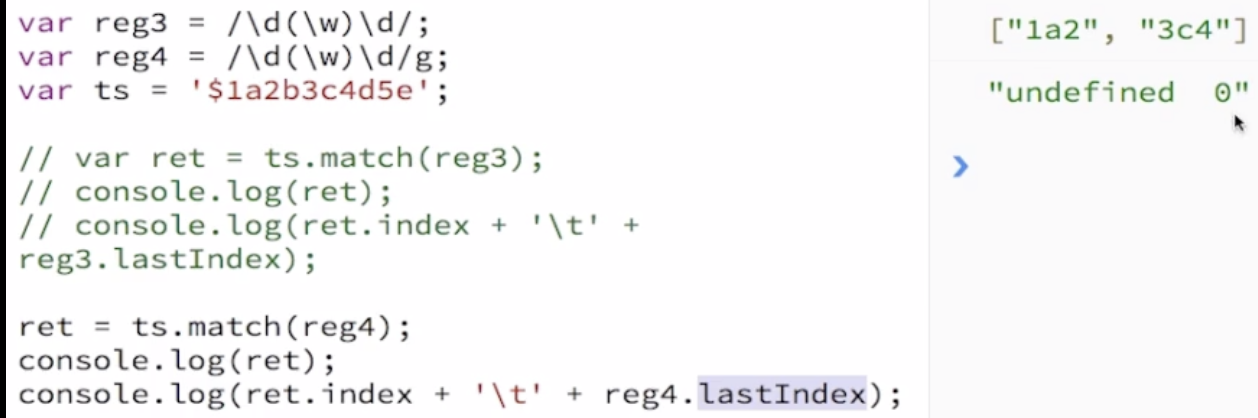 var reg3 = /\d(\w)\d/;
var reg4 = /\d(\w)\d/g;
var ts = '$1a2b3c4d5e';
// var ret = ts.match(reg3);
// console.log(ret);
// console.log(ret.index + '\t' +
reg3.lastIndex);
ret = ts.match(reg4);
console.log(ret);
console.log(ret.index + '\t' + reg4.lastIndex);
["1a2", "3c4"]
"undefined  0"